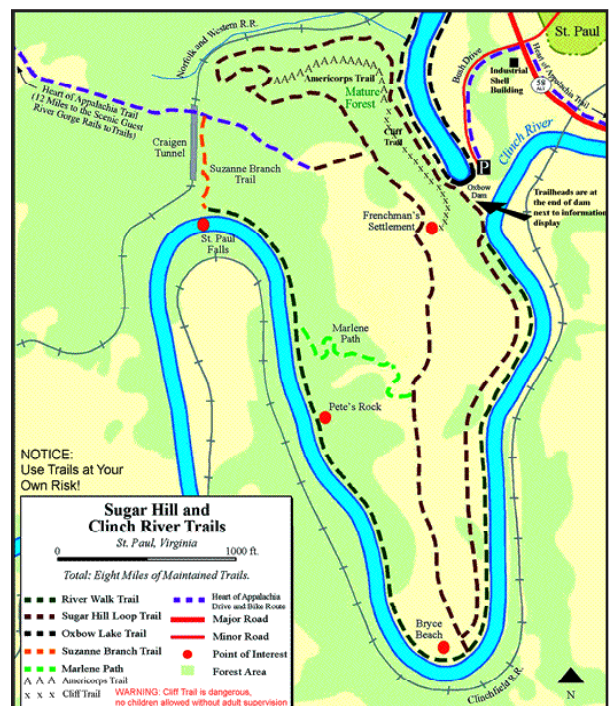 St. Paul
Norfolk and Western R.R.
Americorps Trail
Mature
Forest
Bush Drive
Industrial
Shell
Building
Heart of Appalachia Trail
58
ALT
Heart of Appalachia Trail
(12 Miles to the Scenic Guest
River Gorge Rails to Trails)
Cliff
Trail
Clinch River
Craigen
Tunnel
P
Suzanne Branch
Trail
Oxbow
Dam
Trailheads are at
the end of dam
next to information
display
Frenchman's
Settlement
St. Paul
Falls
Marlene
Path
Pete's Rock
NOTICE:
Use Trails at Your
Own Risk!
Sugar Hill and
Clinch River Trails
St. Paul, Virginia
0 1000 ft.
Total: Eight Miles of Maintained Trails.
River Walk Trail
Sugar Hill Loop Trail
Oxbow Lake Trail
Suzanne Branch Trail
Marlene Path
Λ Λ Λ Americorps Trail
x x x Cliff Trail
Heart of Appalachia
Drive and Bike Route
Major Road
Minor Road
Point of Interest
Forest Area
WARNING: Cliff Trail is dangerous,
no children allowed without adult supervision
Bryce
Beach
Clinchfield R.R.
N